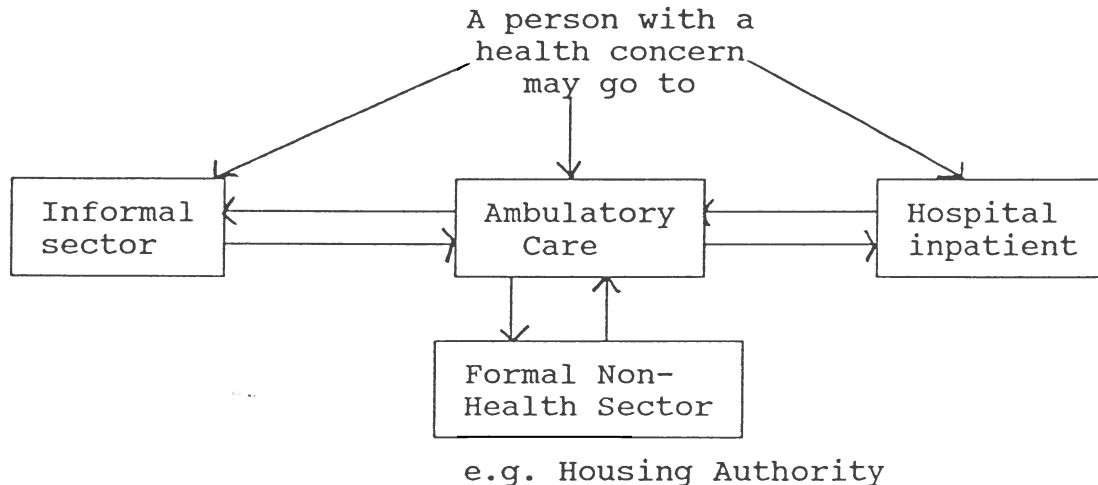 A person with a
health concern
may go to
Informal
sector
Ambulatory
Care
Hospital
inpatient
Formal Non-
Health Sector
e.g. Housing Authority